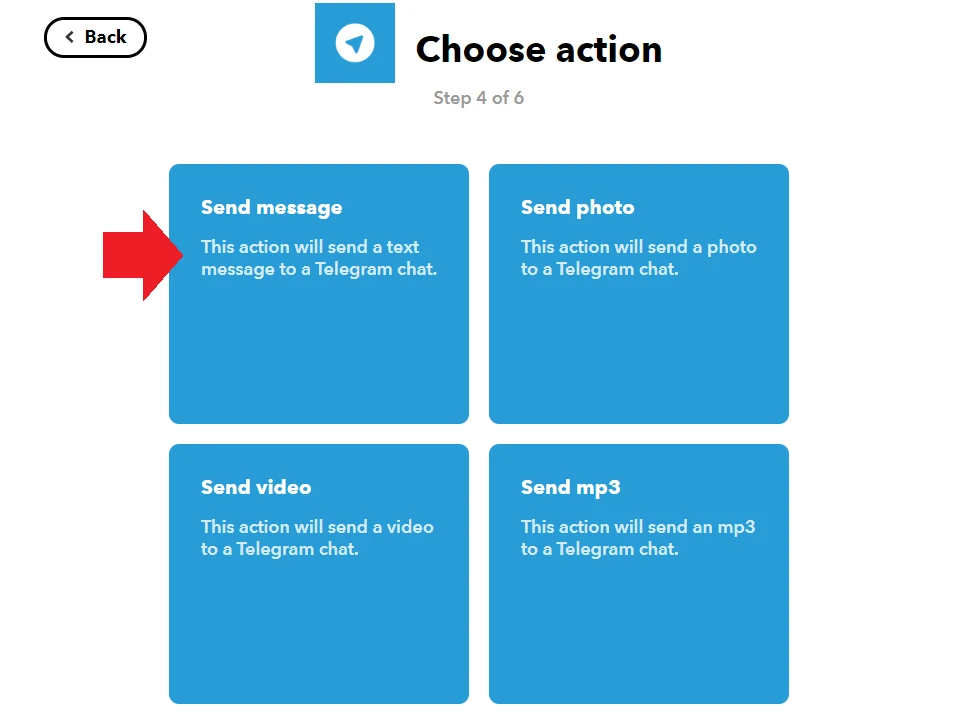 Back
Choose action
Step 4 of 6
Send message
This action will send a text
message to a Telegram chat.
Send photo
This action will send a photo
to a Telegram chat.
Send video
This action will send a video
to a Telegram chat.
Send mp3
This action will send an mp3
to a Telegram chat.